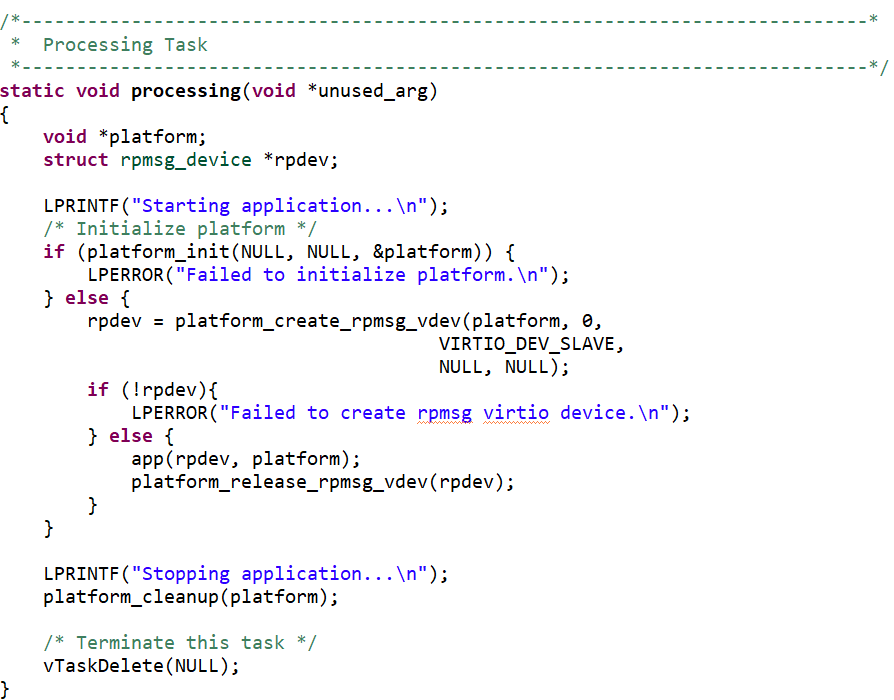 /*-----------------------------------------------------------------------------*
 *  Processing Task
 *-----------------------------------------------------------------------------*/
static void processing(void *unused_arg)
{
    void *platform;
    struct rpmsg_device *rpdev;

    LPRINTF("Starting application...\n");
    /* Initialize platform */
    if (platform_init(NULL, NULL, &platform)) {
        LPERROR("Failed to initialize platform.\n");
    } else {
        rpdev = platform_create_rpmsg_vdev(platform, 0,
                                        VIRTIO_DEV_SLAVE,
                                        NULL, NULL);
        if (!rpdev){
            LPERROR("Failed to create rpmsg virtio device.\n");
        } else {
            app(rpdev, platform);
            platform_release_rpmsg_vdev(rpdev);
        }
    }

    LPRINTF("Stopping application...\n");
    platform_cleanup(platform);

    /* Terminate this task */
    vTaskDelete(NULL);
}